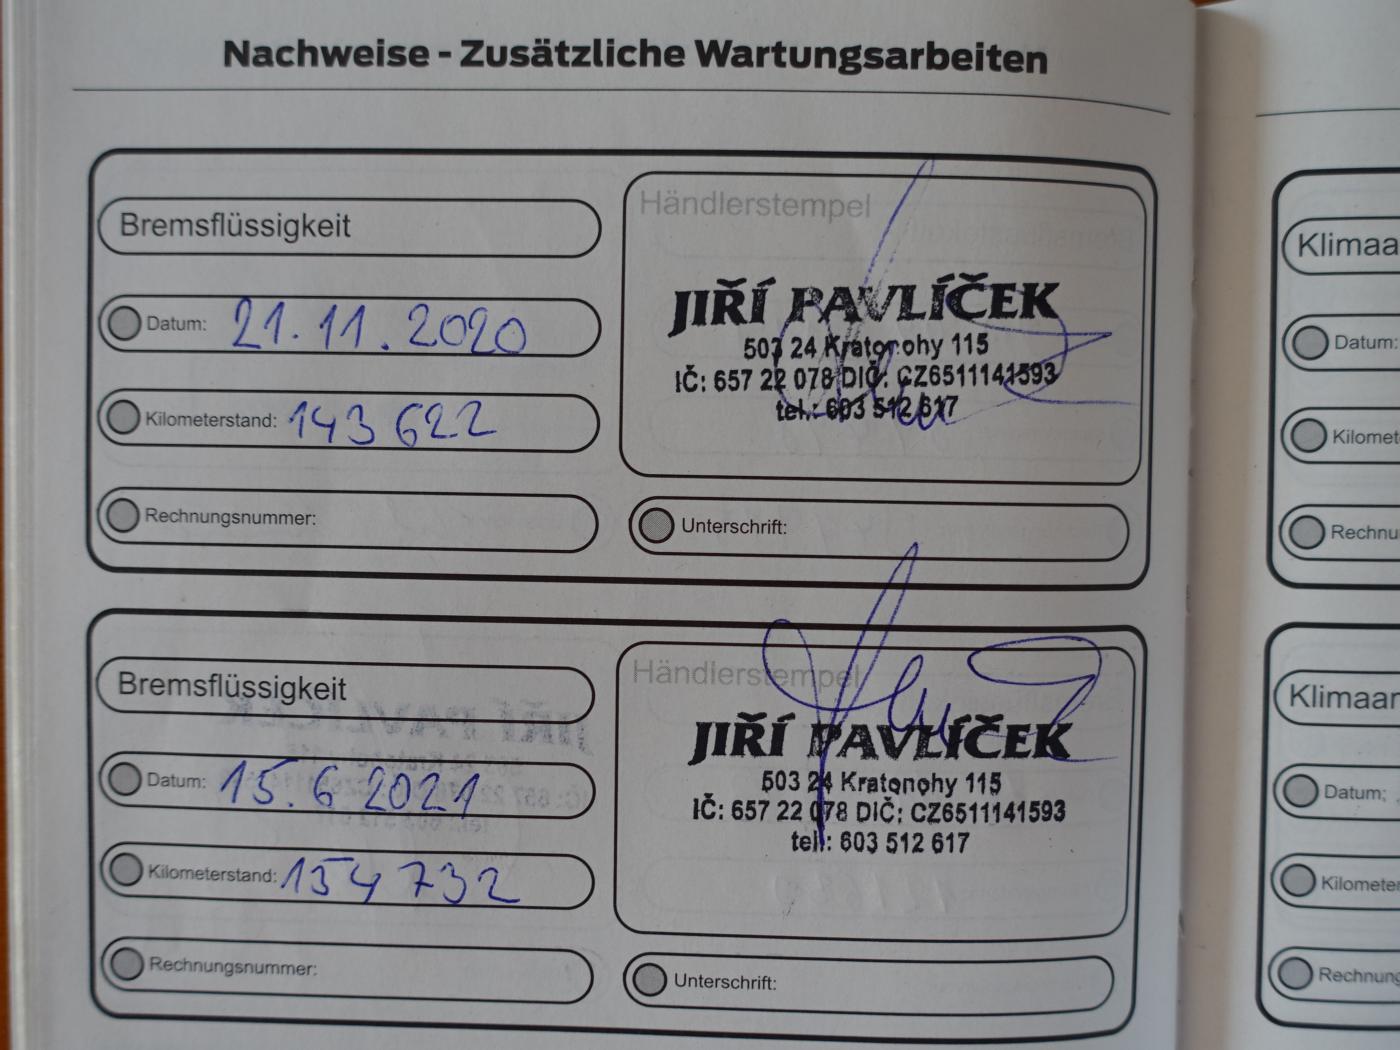 Nachweise - Zusätzliche Wartungsarbeiten
Bremsflüssigkeit
Datum: 21.11.2020
Kilometerstand: 143 622
Rechnungsnummer:
Händlerstempel
JIŘÍ PAVLÍČEK
503 24 Kratonohy 115
IČ: 657 22 078 DIČ: CZ6511141593
tel.: 603 512 617
Unterschrift:
Bremsflüssigkeit
Datum: 15.6 2021
Kilometerstand: 154 732
Rechnungsnummer:
Händlerstempel
JIŘÍ PAVLÍČEK
503 24 Kratonohy 115
IČ: 657 22 078 DIČ: CZ6511141593
tel.: 603 512 617
Unterschrift:
Klimaa
Datum:
Kilomet
Rechnu
Klimaar
Datum:
Kilometer
Rechnung